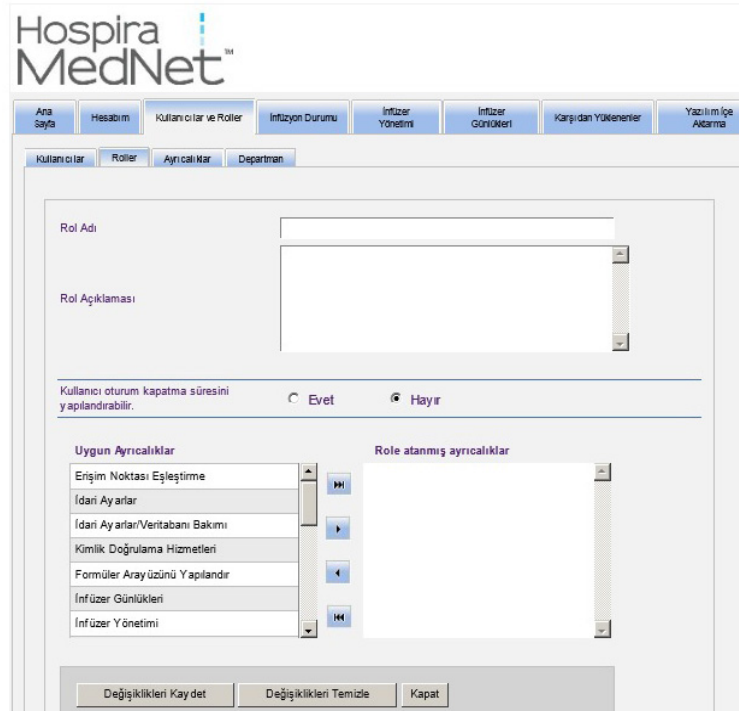 Hospira
MedNet™
Ana Sayfa
Hesabım
Kullanıcılar ve Roller
İnfüzyon Durumu
İnfüzer Yönetimi
İnfüzer Günlükleri
Karşıdan Yüklenenler
Yazılım İçe Aktarma
Kullanıcılar
Roller
Ayrıcalıklar
Departman
Rol Adı
Rol Açıklaması
Kullanıcı oturum kapatma süresini
yapılandırabilir.
Evet
Hayır
Uygun Ayrıcalıklar
Role atanmış ayrıcalıklar
Erişim Noktası Eşleştirme
İdari Ayarlar
İdari Ayarlar/Veritabanı Bakımı
Kimlik Doğrulama Hizmetleri
Formüler Arayüzünü Yapılandır
İnfüzer Günlükleri
İnfüzer Yönetimi
Değişiklikleri Kaydet
Değişiklikleri Temizle
Kapat